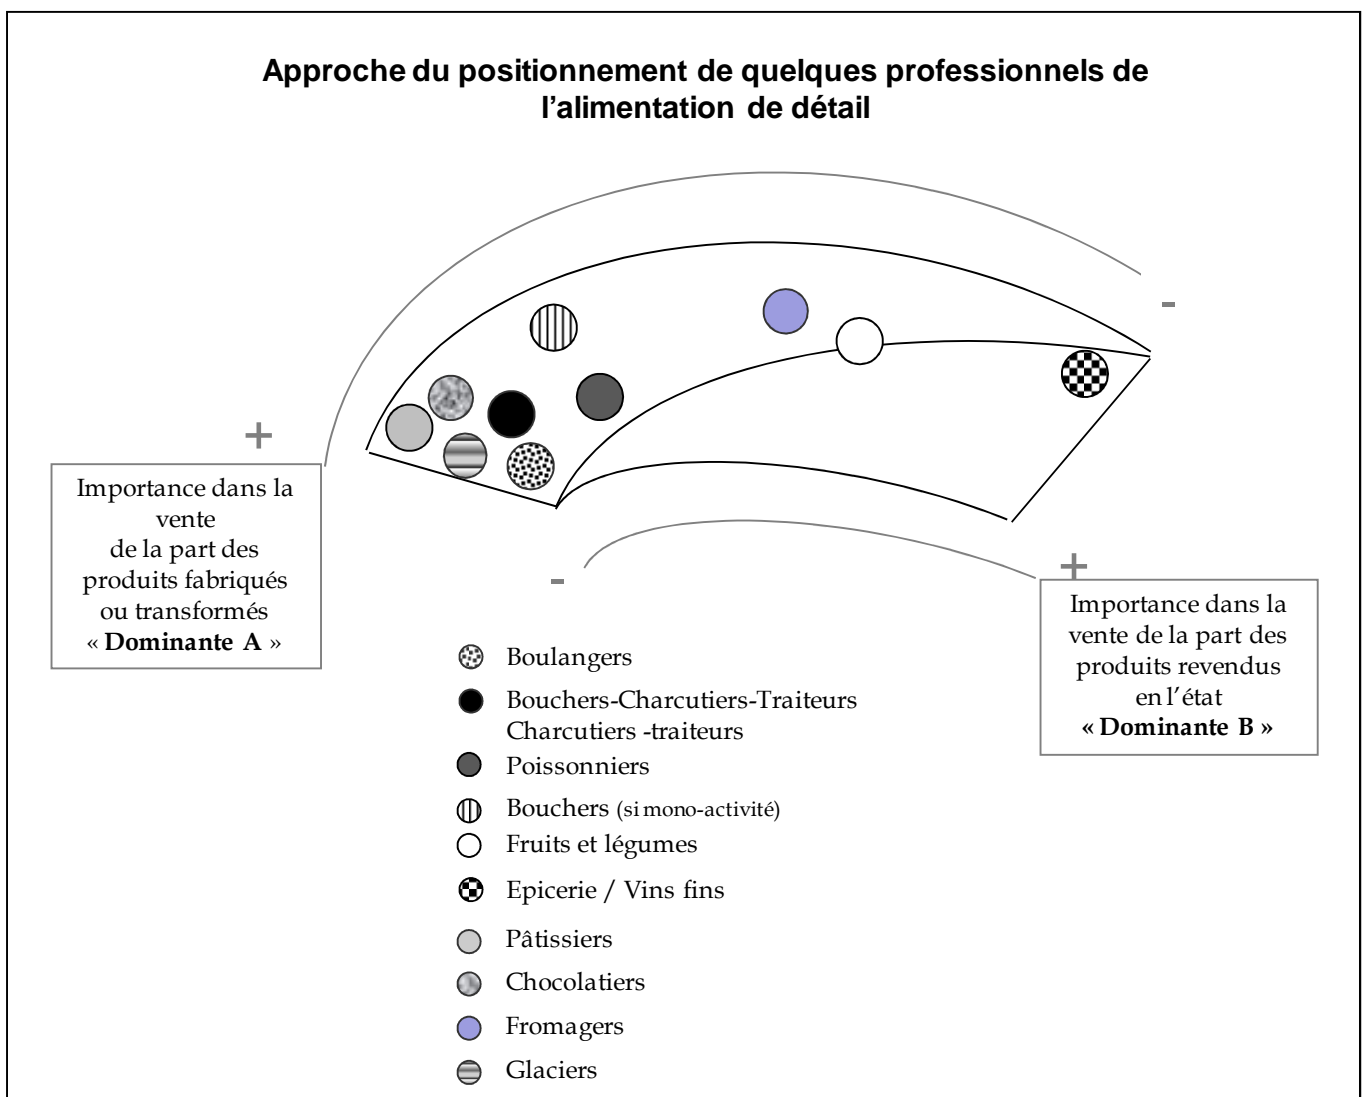 Approche du positionnement de quelques professionnels de
l'alimentation de détail
-
+
Importance dans la
vente
de la part des
produits fabriqués
ou transformés
« Dominante A »
-
+
Importance dans la
vente de la part des
produits revendus
en l'état
« Dominante B »
Boulangers
Bouchers-Charcutiers-Traiteurs
Charcutiers -traiteurs
Poissonniers
Bouchers (si mono-activité)
Fruits et légumes
Epicerie / Vins fins
Pâtissiers
Chocolatiers
Fromagers
Glaciers